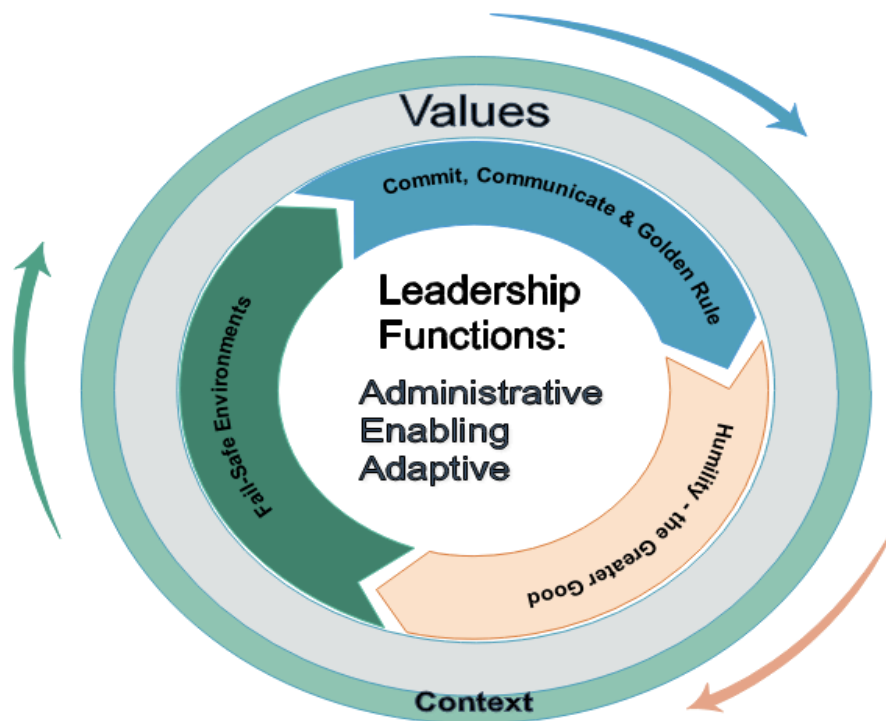 Values
Commit, Communicate & Golden Rule
Leadership
Functions:
Administrative
Enabling
Adaptive
Fail-Safe Environments
Humility - the Greater Good
Context